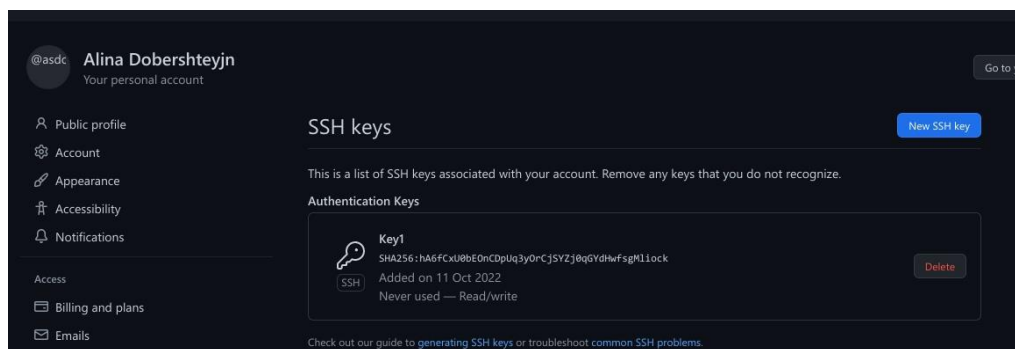 @asdc
Alina Dobershteyjn
Your personal account
Go to
Public profile
Account
Appearance
Accessibility
Notifications
Access
Billing and plans
Emails
SSH keys
New SSH key
This is a list of SSH keys associated with your account. Remove any keys that you do not recognize.
Authentication Keys
Key1
SHA256:hA6fCxU0bEOnCDpUq3yOrCjSYZj0qGYdHwfsgMliock
SSH
Added on 11 Oct 2022
Never used — Read/write
Delete
Check out our guide to generating SSH keys or troubleshoot common SSH problems.